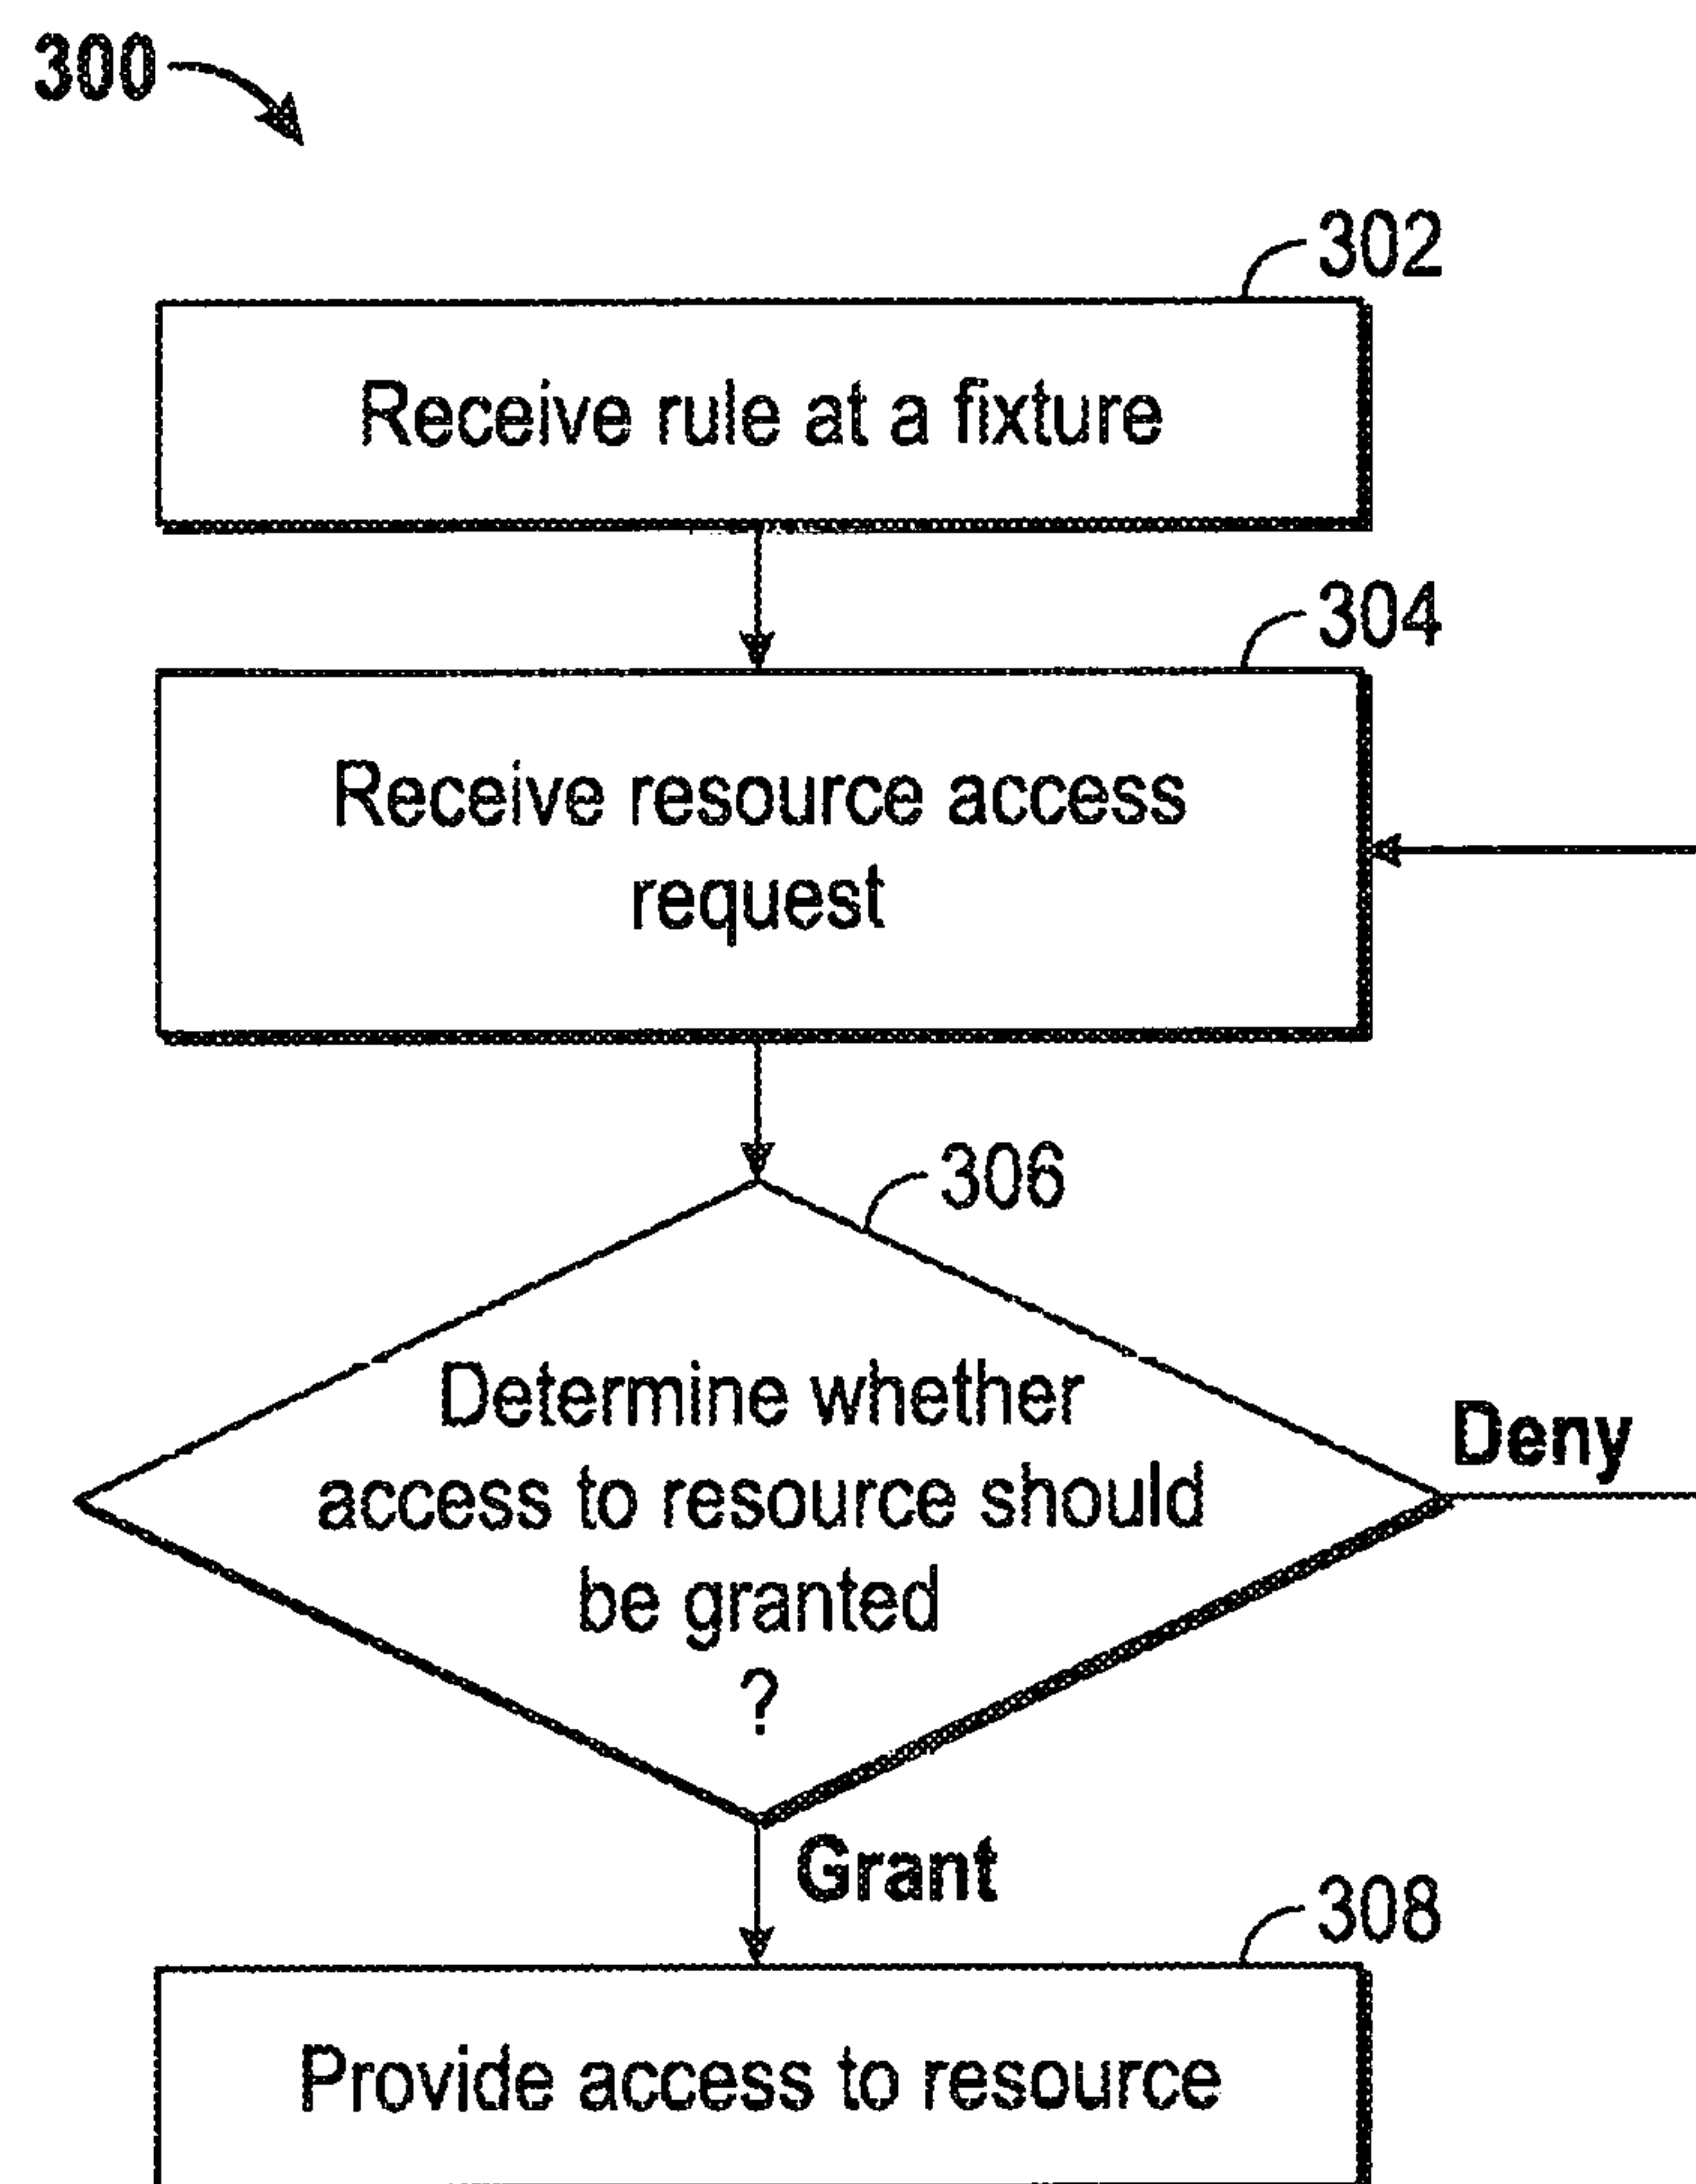 300
302
Receive rule at a fixture
304
Receive resource access
request
306
Determine whether
access to resource should
be granted
?
Deny
Grant
308
Provide access to resource